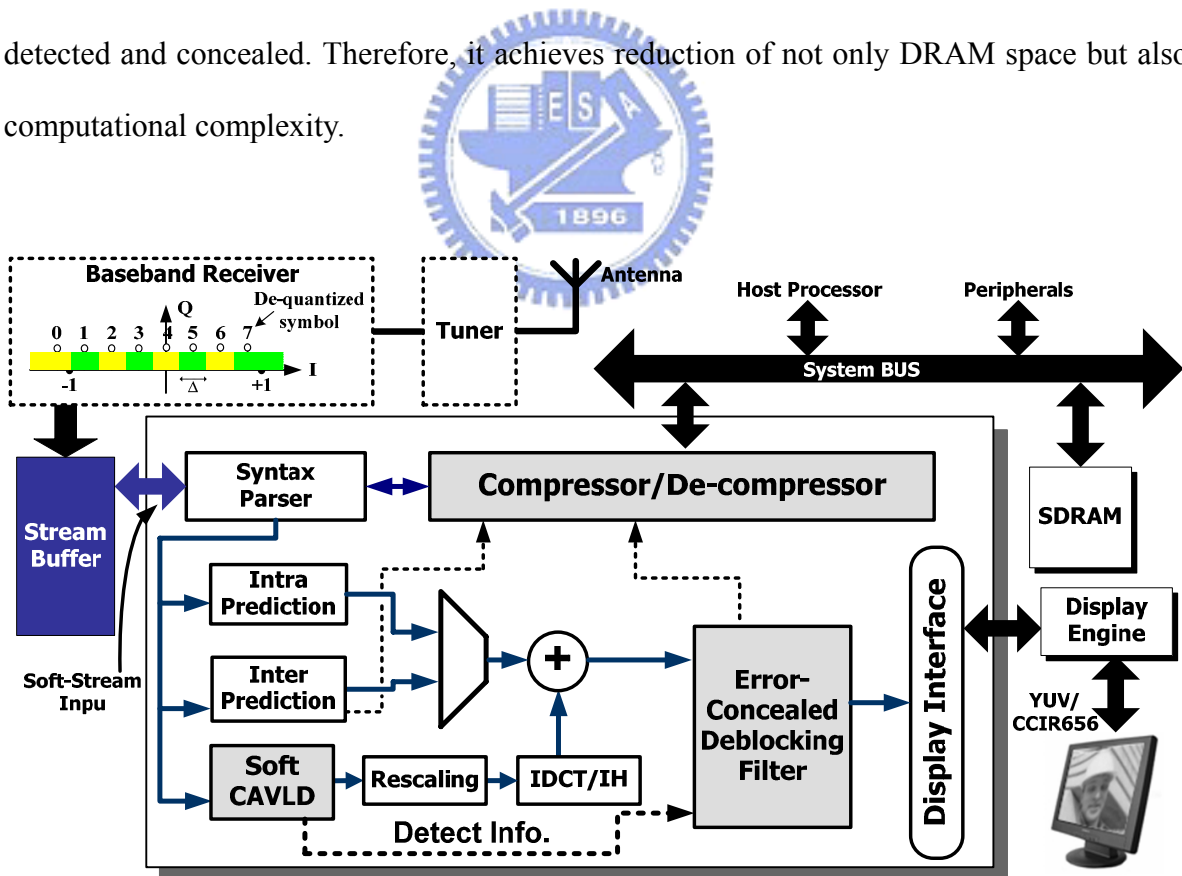 detected and concealed. Therefore, it achieves reduction of not only DRAM space but also
computational complexity.
E S A
1896
Baseband Receiver
Q
De-quantized
symbol
0 1 2 3 4 5 6 7
I
-1
Δ
+1
Tuner
Antenna
Host Processor
Peripherals
System BUS
Stream
Buffer
Syntax
Parser
Compressor/De-compressor
SDRAM
Intra
Prediction
Inter
Prediction
+
Error-
Concealed
Deblocking
Filter
Display Interface
Display
Engine
Soft-Stream
Inpu
Soft
CAVLD
Rescaling
IDCT/IH
Detect Info.
YUV/
CCIR656